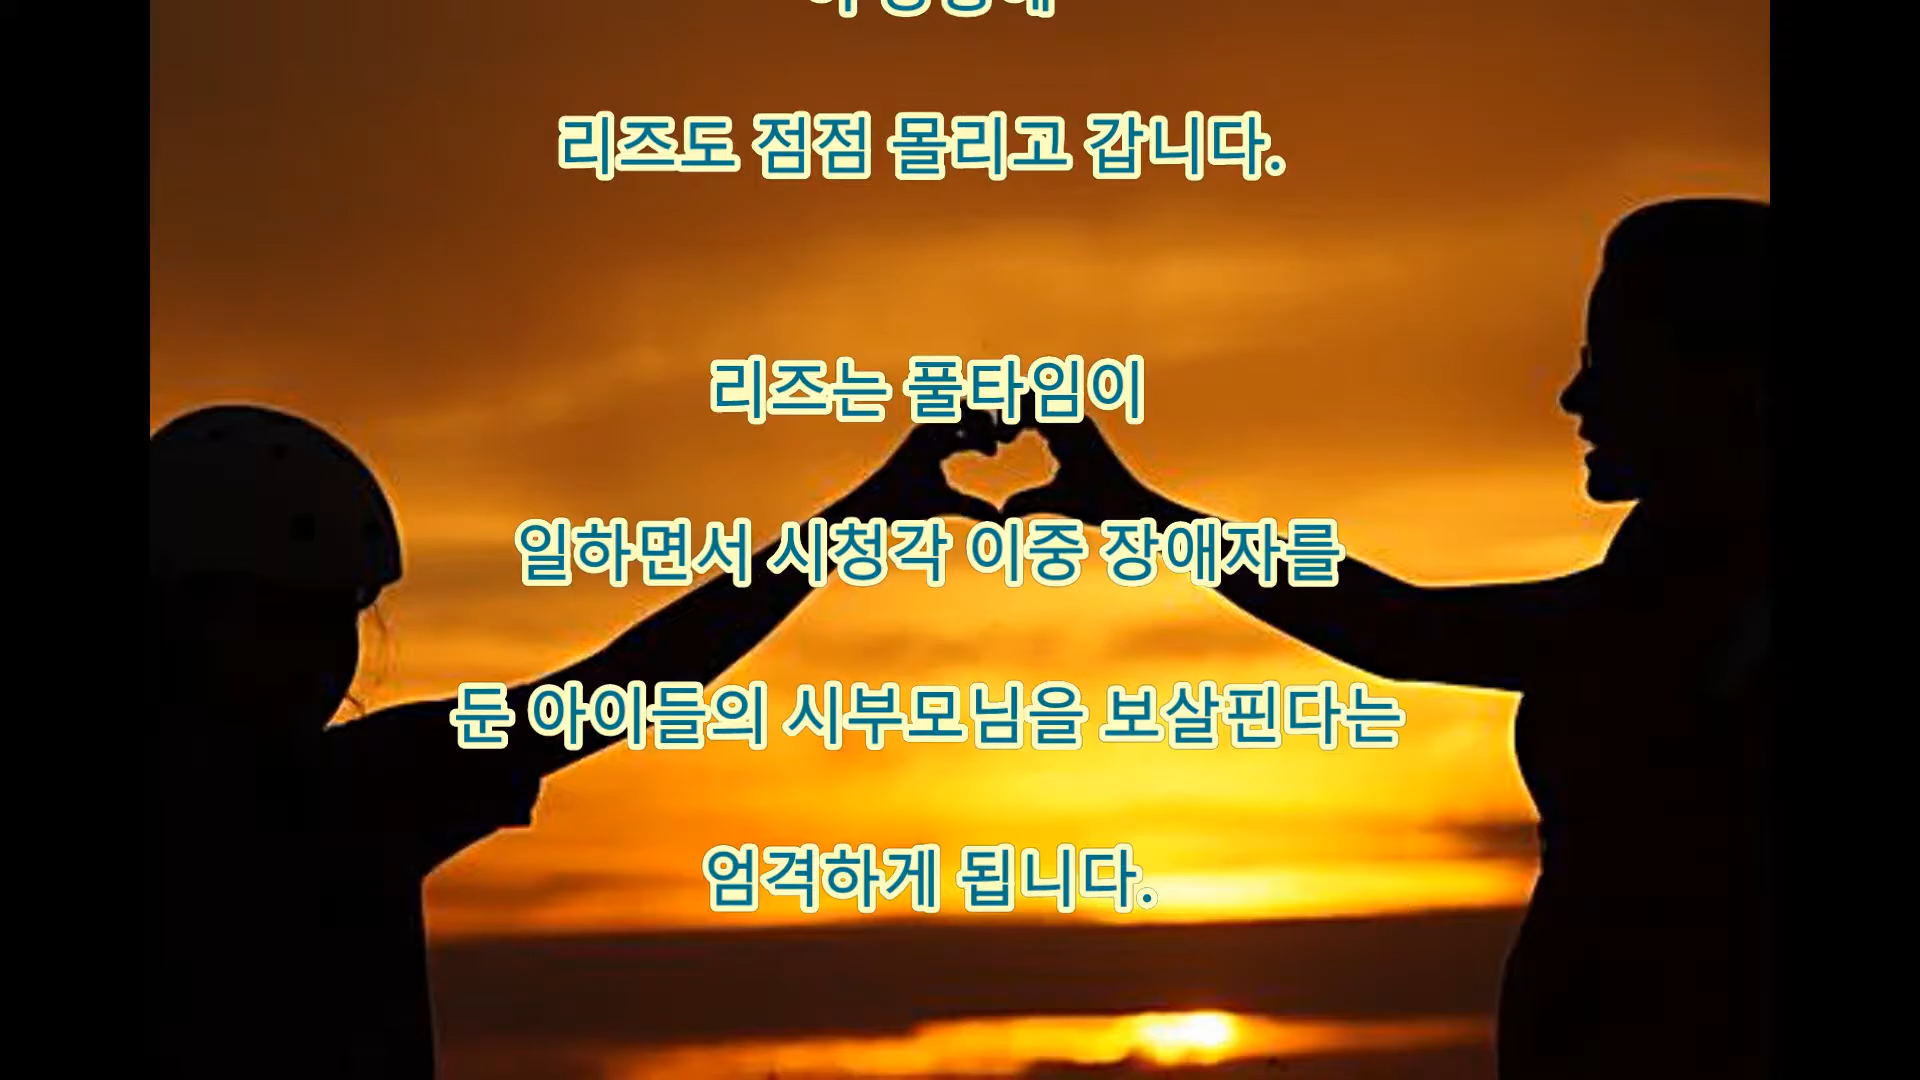 리즈도 점점 몰리고 갑니다.
리즈는 풀타임이
일하면서 시청각 이중 장애자를
둔 아이들의 시부모님을 보살핀다는
엄격하게 됩니다.